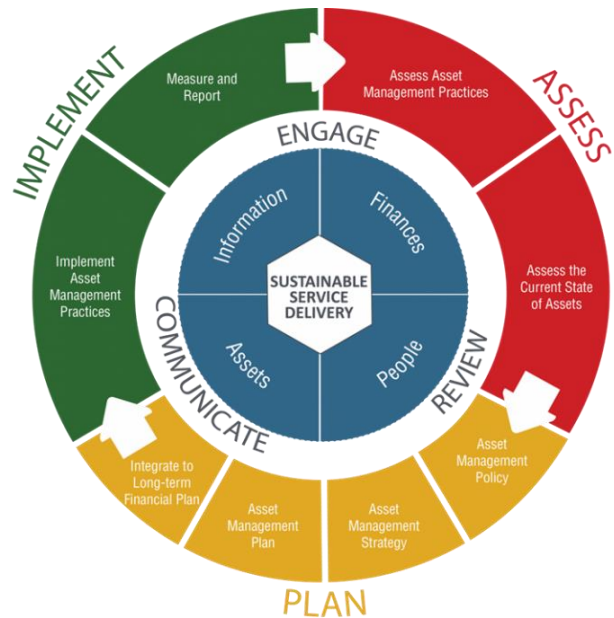 IMPLEMENT
Measure and
Report
Assess Asset
Management Practices
ASSESS
ENGAGE
Information
Finances
Implement
Asset
Management
Practices
SUSTAINABLE
SERVICE
DELIVERY
Assess the
Current State
of Assets
COMMUNICATE
Assets
People
REVIEW
Integrate to
Long-term
Financial Plan
Asset
Management
Plan
Asset
Management
Strategy
Asset
Management
Policy
PLAN